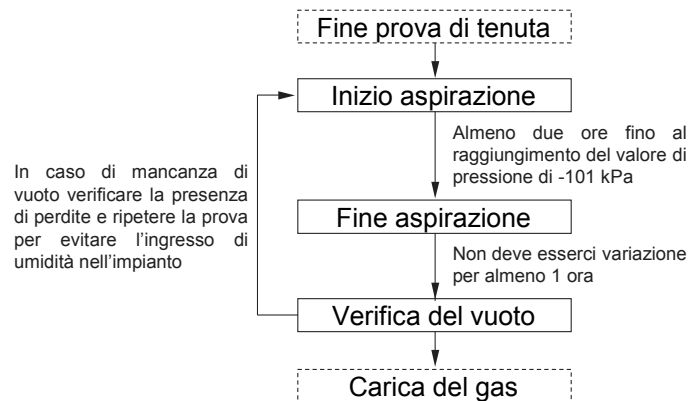 Fine prova di tenuta
Inizio aspirazione
Almeno due ore fino al
raggiungimento del valore di
pressione di -101 kPa
In caso di mancanza di
vuoto verificare la presenza
di perdite e ripetere la prova
per evitare l'ingresso di
umidità nell'impianto
Fine aspirazione
Non deve esserci variazione
per almeno 1 ora
Verifica del vuoto
Carica del gas